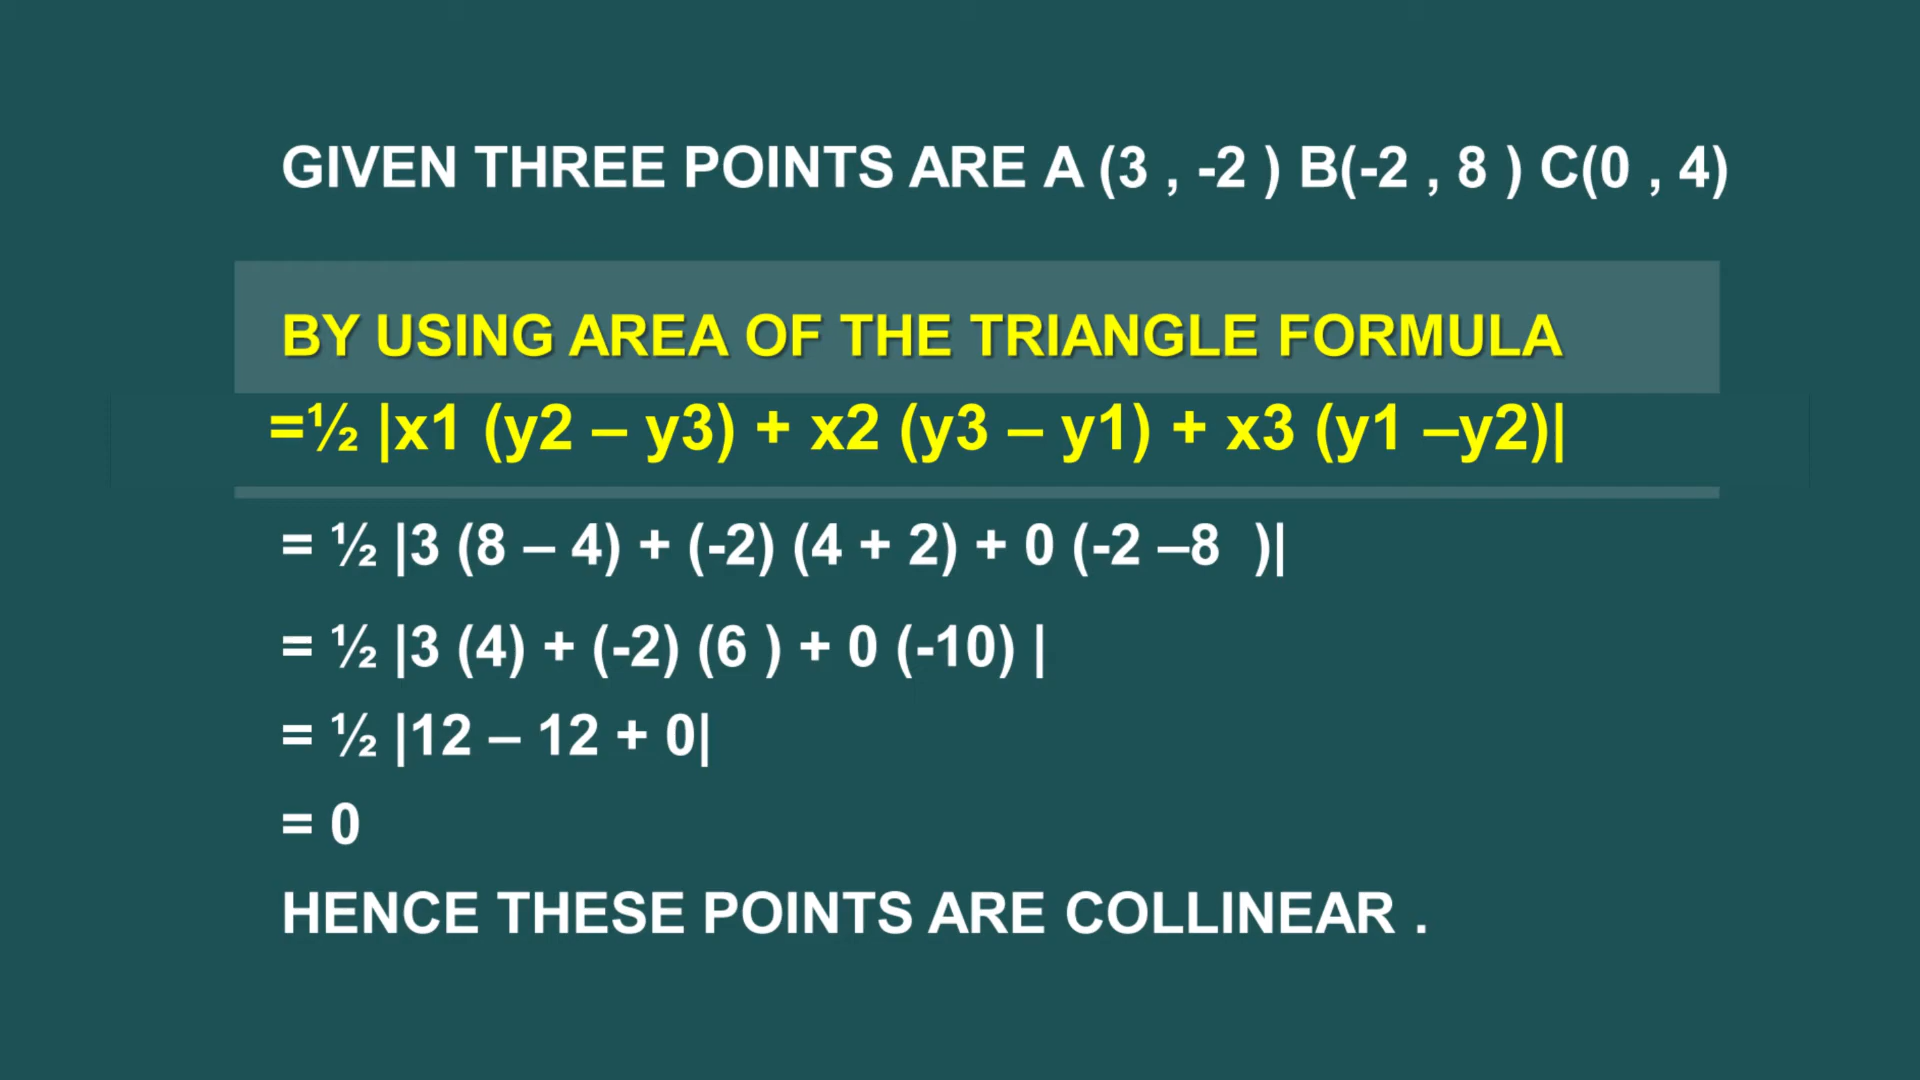 GIVEN THREE POINTS ARE A (3 , -2 ) B(-2 , 8 ) C(0 , 4)
BY USING AREA OF THE TRIANGLE FORMULA
=½ |x1 (y2 – y3) + x2 (y3 – y1) + x3 (y1 –y2)|
= ½ |3 (8 – 4) + (-2) (4 + 2) + 0 (-2 –8  )|
= ½ |3 (4) + (-2) (6 ) + 0 (-10) |
= ½ |12 – 12 + 0|
= 0
HENCE THESE POINTS ARE COLLINEAR .